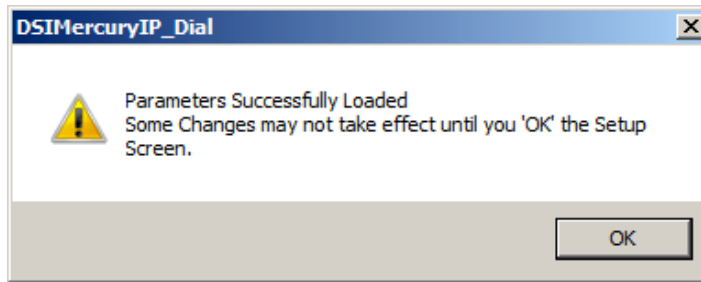 DSIMercuryIP_Dial
Parameters Successfully Loaded
Some Changes may not take effect until you 'OK' the Setup
Screen.
OK